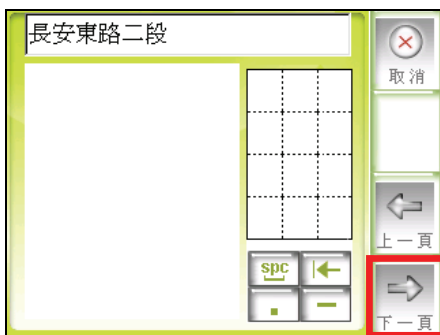 長安東路二段
取消
上一頁
spc
下一頁